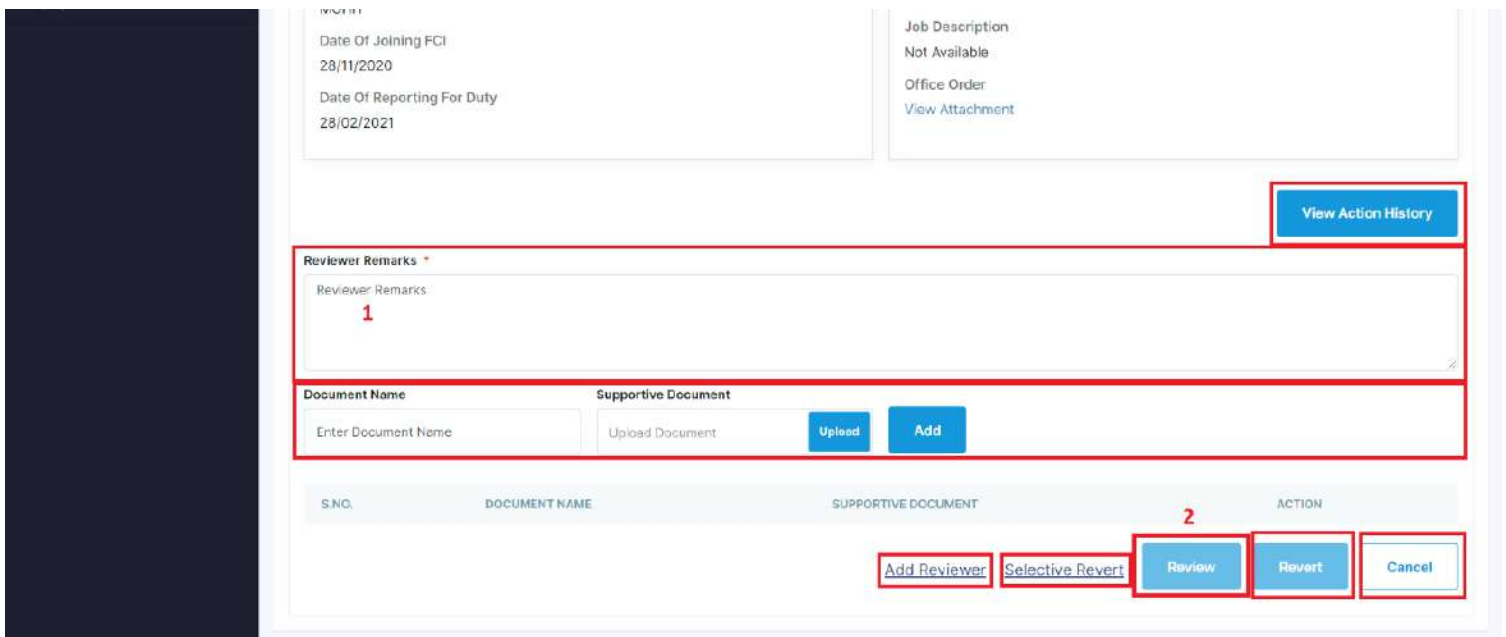 Date Of Joining FCI
28/11/2020
Date Of Reporting For Duty
28/02/2021
Job Description
Not Available
Office Order
View Attachment
View Action History
Reviewer Remarks *
Reviewer Remarks
1
Document Name
Supportive Document
Enter Document Name
Upload Document
Upload
Add
S.NO.
DOCUMENT NAME
SUPPORTIVE DOCUMENT
ACTION
2
Add Reviewer
Selective Revert
Review
Revert
Cancel